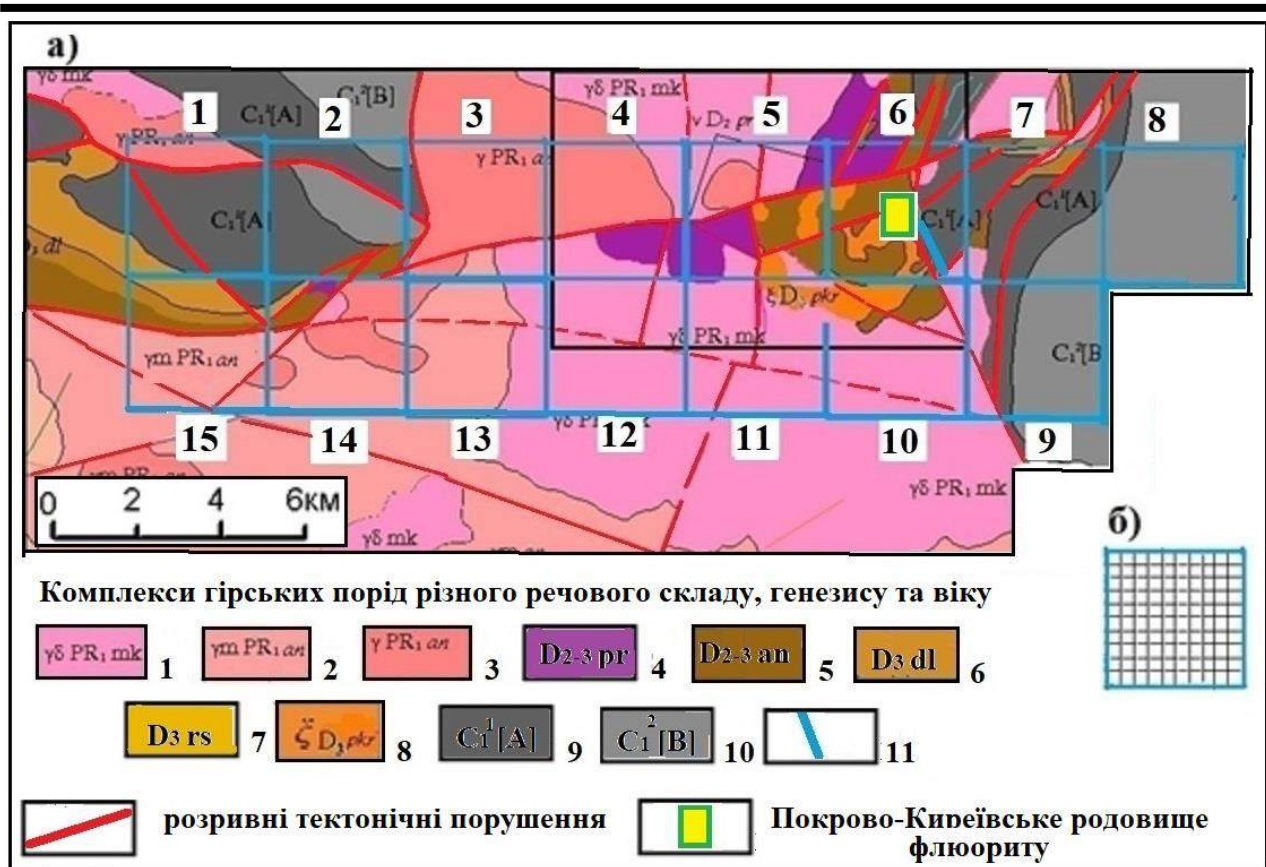 а)
γδ mk
C₁¹[A]
C₁²[B]
γδ PR₁ mk
1 2 3 4 5 6 7 8
γ PR₁ an
ν D₂ pr
γ PR₁ an
C₁¹[A]
C₁¹[A]
C₁¹[A]
dl
ξ D₃ pkr
γm PR₁ an
γδ PR₁ mk
C₁²[B
15 14 13 12 11 10 9
γδ PR₁ mk
0 2 4 6км
γδ mk
б)
Комплекси гірських порід різного речового складу, генезису та віку
γδ PR₁ mk 1 γm PR₁ an 2 γ PR₁ an 3 D₂₋₃ pr 4 D₂₋₃ an 5 D₃ dl 6
D₃ rs 7 ξ D₃ pkr 8 C₁¹ [A] 9 C₁² [B] 10 11
розривні тектонічні порушення Покрово-Киреївське родовище
флюориту